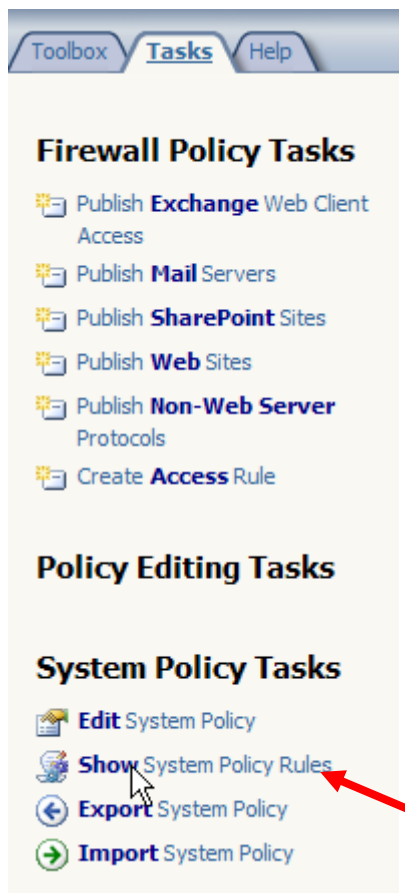 Toolbox Tasks Help
Firewall Policy Tasks
Publish Exchange Web Client
Access
Publish Mail Servers
Publish SharePoint Sites
Publish Web Sites
Publish Non-Web Server
Protocols
Create Access Rule
Policy Editing Tasks
System Policy Tasks
Edit System Policy
Show System Policy Rules
Export System Policy
Import System Policy